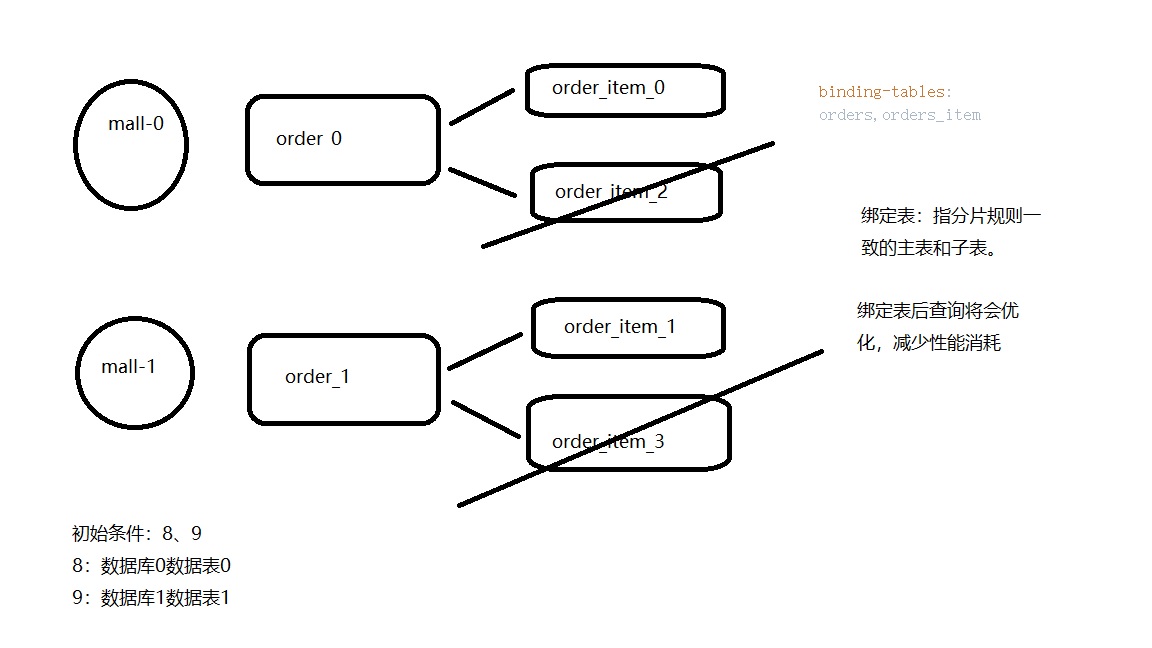 mall-0
order 0
order_item_0
order_item_2
binding-tables:
orders,orders_item
绑定表：指分片规则一
致的主表和子表。
绑定表后查询将会优
化，减少性能消耗
mall-1
order_1
order_item_1
order_item_3
初始条件：8、9
8：数据库0数据表0
9：数据库1数据表1